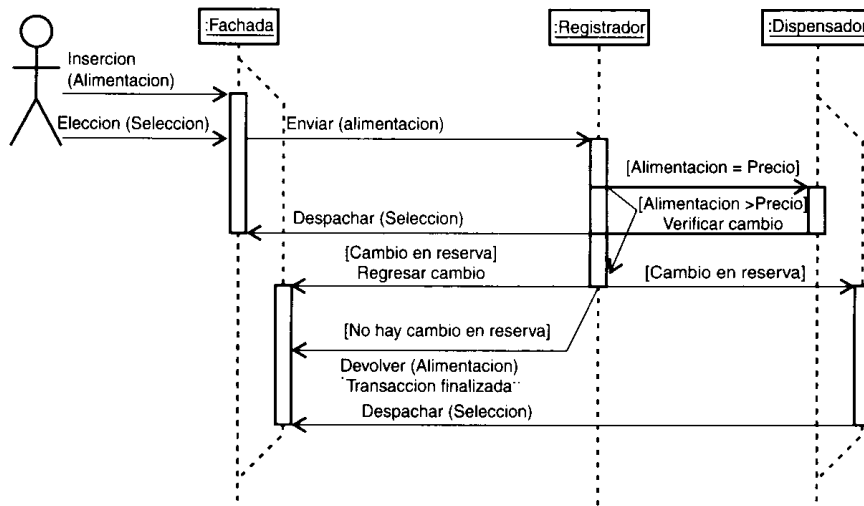 :Fachada
:Registrador
:Dispensador
Insercion
(Alimentacion)
Eleccion (Seleccion)
Enviar (alimentacion)
[Alimentacion = Precio]
[Alimentacion >Precio]
Verificar cambio
Despachar (Seleccion)
[Cambio en reserva]
Regresar cambio
[Cambio en reserva]
[No hay cambio en reserva]
Devolver (Alimentacion)
¨Transaccion finalizada¨
Despachar (Seleccion)